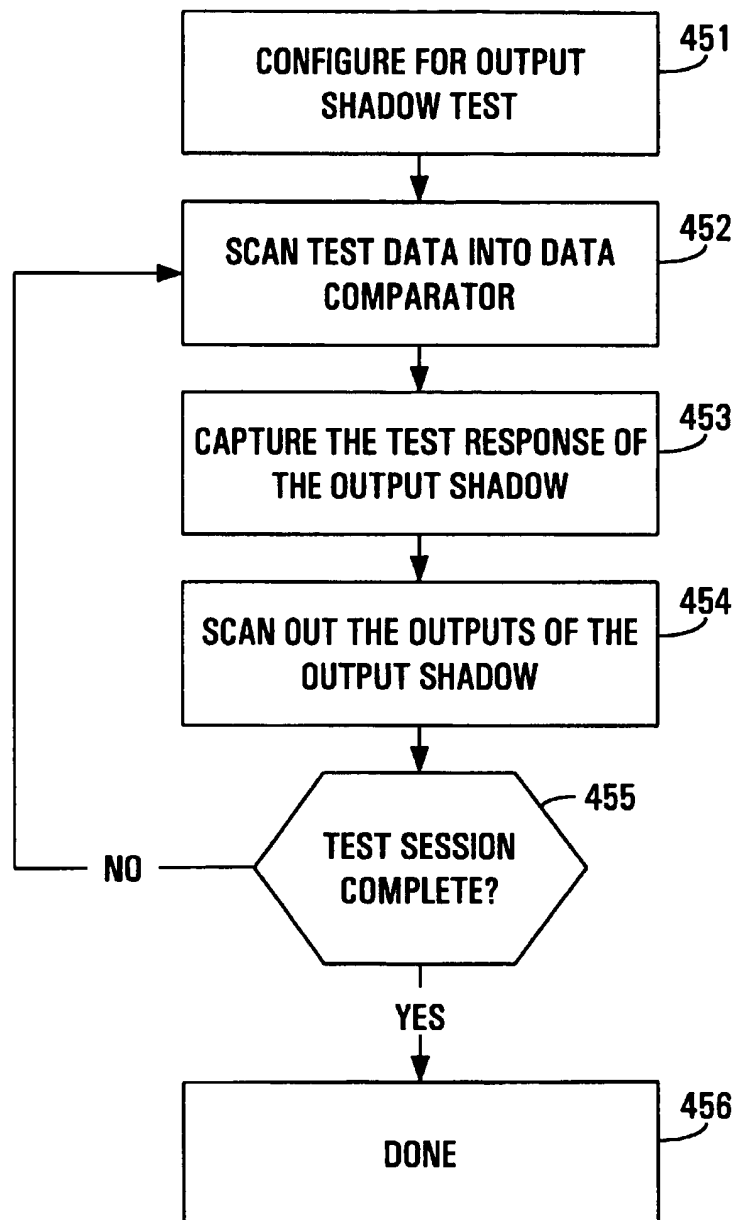 451
CONFIGURE FOR OUTPUT
SHADOW TEST
452
SCAN TEST DATA INTO DATA
COMPARATOR
453
CAPTURE THE TEST RESPONSE OF
THE OUTPUT SHADOW
454
SCAN OUT THE OUTPUTS OF THE
OUTPUT SHADOW
455
TEST SESSION
COMPLETE?
NO
YES
456
DONE